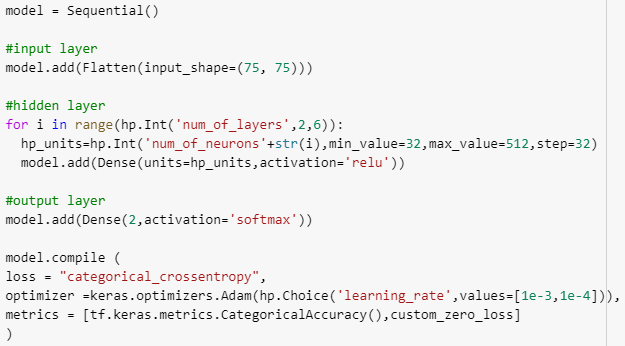 model = Sequential()
#input layer
model.add(Flatten(input_shape=(75, 75)))
#hidden layer
for i in range(hp.Int('num_of_layers',2,6)):
  hp_units=hp.Int('num_of_neurons'+str(i),min_value=32,max_value=512,step=32)
  model.add(Dense(units=hp_units,activation='relu'))
#output layer
model.add(Dense(2,activation='softmax'))
model.compile (
loss = "categorical_crossentropy",
optimizer =keras.optimizers.Adam(hp.Choice('learning_rate',values=[1e-3,1e-4])),
metrics = [tf.keras.metrics.CategoricalAccuracy(),custom_zero_loss]
)